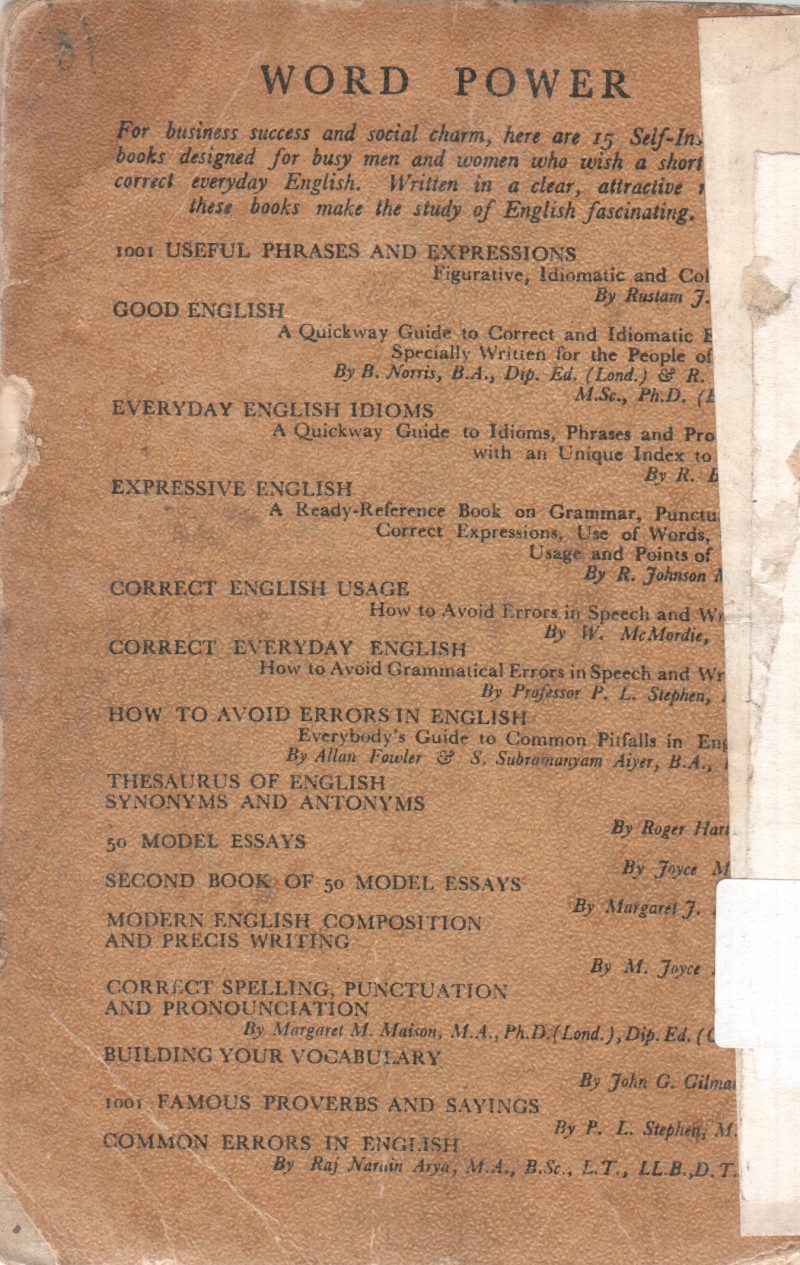 WORD POWER
For business success and social charm, here are 15 Self-Ins
books designed for busy men and women who wish a short
correct everyday English. Written in a clear, attractive
these books make the study of English fascinating.
1001 USEFUL PHRASES AND EXPRESSIONS
Figurative, Idiomatic and Col
By Rustam J.
GOOD ENGLISH
A Quickway Guide to Correct and Idiomatic E
Specially Written for the People of
By B. Norris, B.A., Dip. Ed. (Lond.) & R.
M.Sc., Ph.D. (E
EVERYDAY ENGLISH IDIOMS
A Quickway Guide to Idioms, Phrases and Pro
with an Unique Index to
By R. E
EXPRESSIVE ENGLISH
A Ready-Reference Book on Grammar, Punctu
Correct Expressions, Use of Words,
Usage and Points of
By R. Johnson
CORRECT ENGLISH USAGE
How to Avoid Errors in Speech and Wr
By W. McMordie,
CORRECT EVERYDAY ENGLISH
How to Avoid Grammatical Errors in Speech and Wr
By Professor P. L. Stephen,
HOW TO AVOID ERRORS IN ENGLISH
Everybody's Guide to Common Pitfalls in Eng
By Allan Fowler & S. Subramanyam Aiyer, B.A.,
THESAURUS OF ENGLISH
SYNONYMS AND ANTONYMS
By Roger Hart
50 MODEL ESSAYS
By Joyce M
SECOND BOOK OF 50 MODEL ESSAYS
By Margaret J.
MODERN ENGLISH COMPOSITION
AND PRECIS WRITING
By M. Joyce
CORRECT SPELLING, PUNCTUATION
AND PRONOUNCIATION
By Margaret M. Maison, M.A., Ph.D.(Lond.), Dip. Ed. (
BUILDING YOUR VOCABULARY
By John G. Gilma
1001 FAMOUS PROVERBS AND SAYINGS
By P. L. Stephen, M.
COMMON ERRORS IN ENGLISH
By Raj Narain Arya, M.A., B.Sc., L.T., LL.B., D.T.